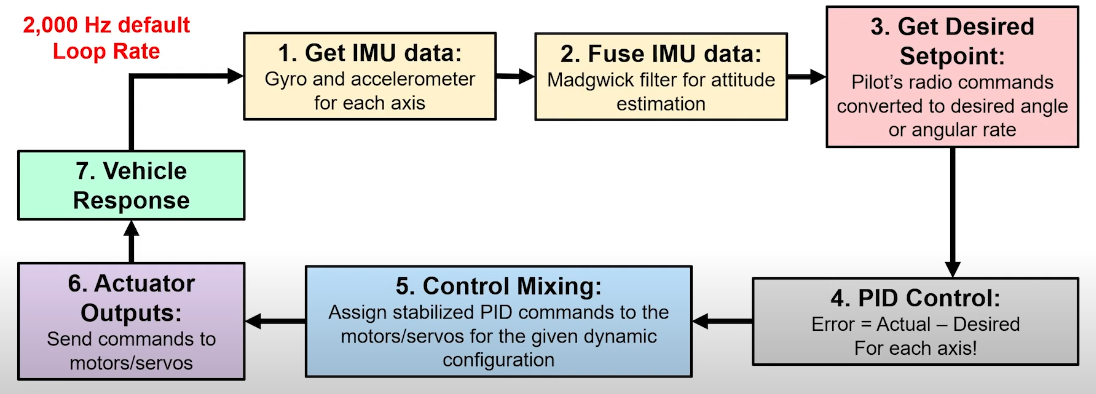 2,000 Hz default
Loop Rate
1. Get IMU data:
Gyro and accelerometer
for each axis
2. Fuse IMU data:
Madgwick filter for attitude
estimation
3. Get Desired
Setpoint:
Pilot’s radio commands
converted to desired angle
or angular rate
4. PID Control:
Error = Actual – Desired
For each axis!
5. Control Mixing:
Assign stabilized PID commands to the
motors/servos for the given dynamic
configuration
6. Actuator
Outputs:
Send commands to
motors/servos
7. Vehicle
Response